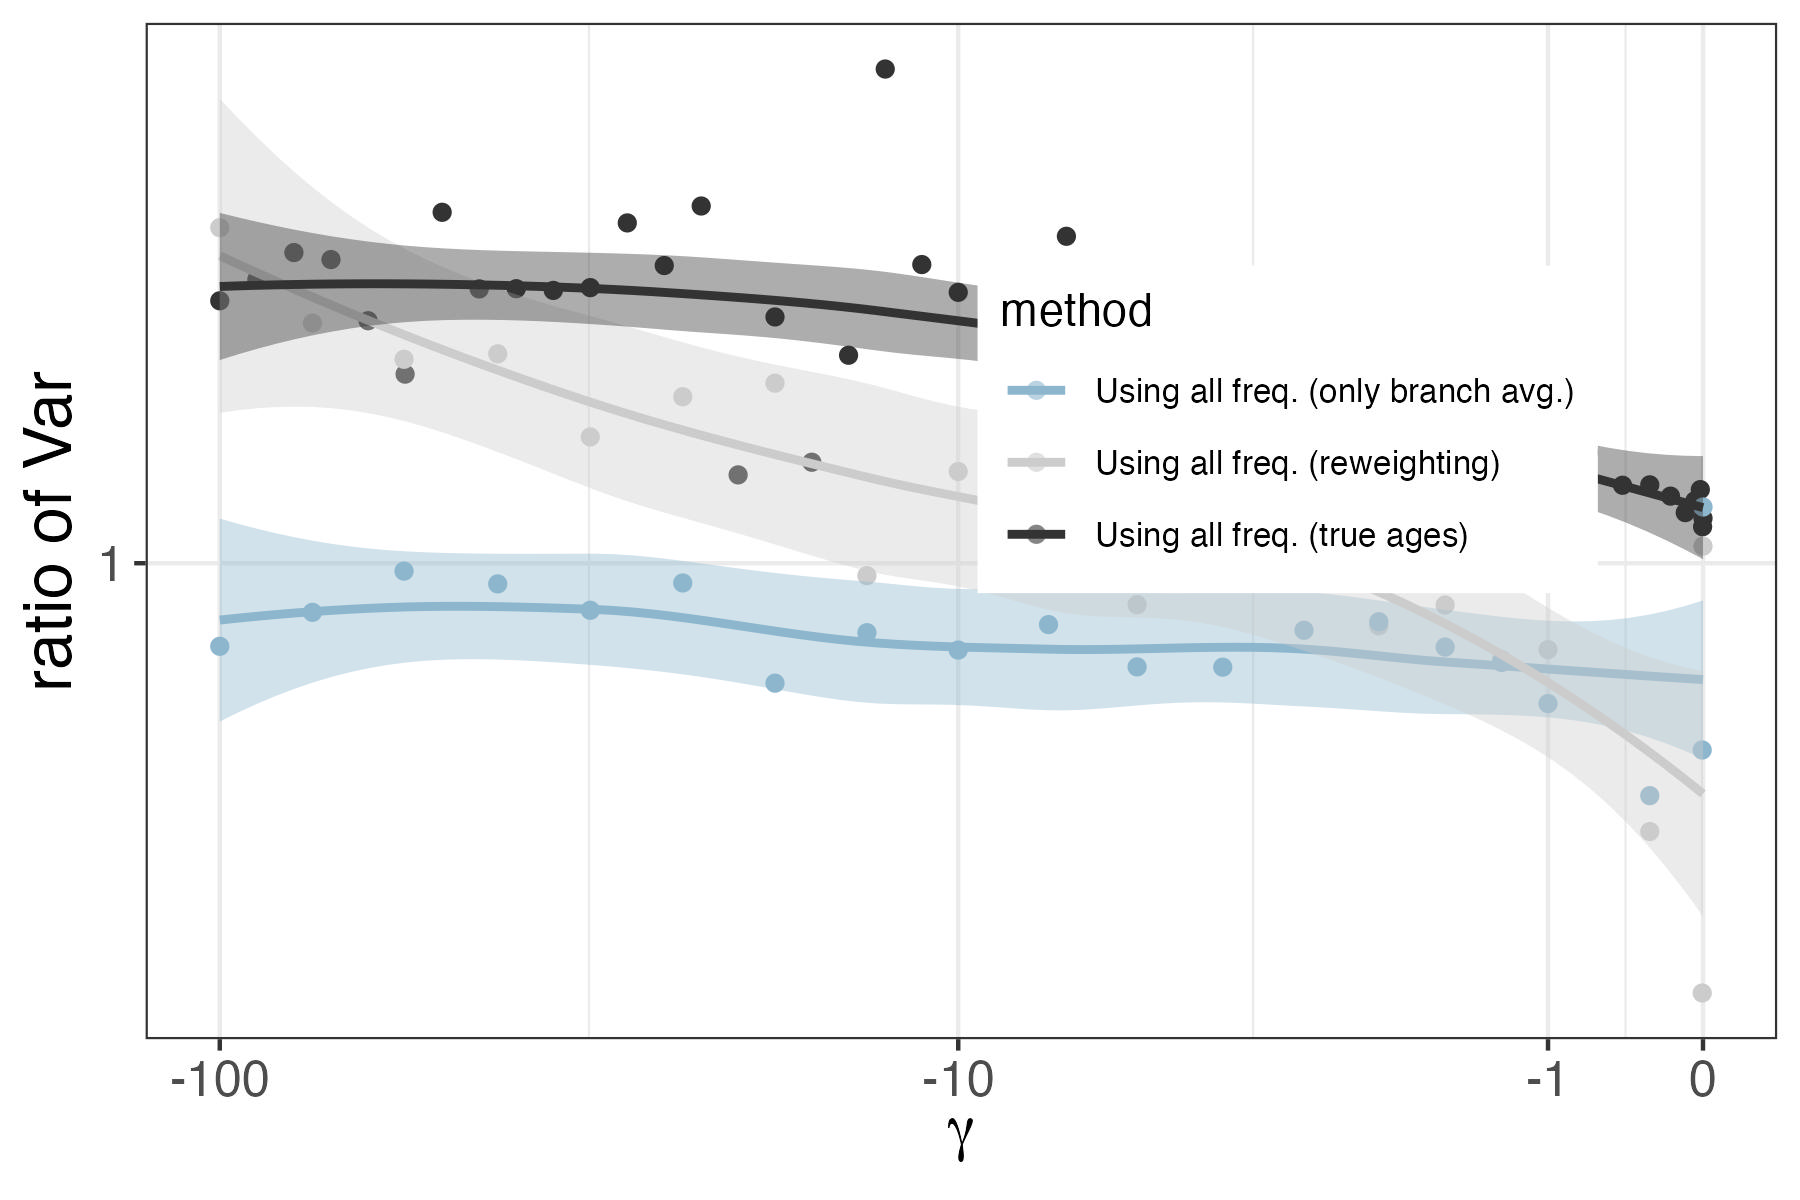 ratio of Var
1
method
Using all freq. (only branch avg.)
Using all freq. (reweighting)
Using all freq. (true ages)
-100
-10
-1
0
γ